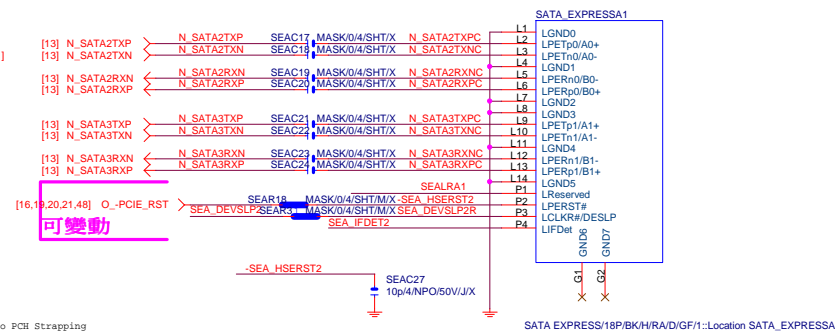 SATA_EXPRESSA1
[13] N_SATA2TXP N_SATA2TXP SEAC17 MASK/0/4/SHT/X N_SATA2TXPC L1 LGND0
[13] N_SATA2TXN N_SATA2TXN SEAC18 MASK/0/4/SHT/X N_SATA2TXNC L2 LPETp0/A0+
L3 LPETn0/A0-
]
L4 LGND1
[13] N_SATA2RXN N_SATA2RXN SEAC19 MASK/0/4/SHT/X N_SATA2RXNC L5 LPERn0/B0-
[13] N_SATA2RXP N_SATA2RXP SEAC20 MASK/0/4/SHT/X N_SATA2RXPC L6 LPERp0/B0+
L7 LGND2
L8 LGND3
[13] N_SATA3TXP N_SATA3TXP SEAC21 MASK/0/4/SHT/X N_SATA3TXPC L9 LPETp1/A1+
[13] N_SATA3TXN N_SATA3TXN SEAC22 MASK/0/4/SHT/X N_SATA3TXNC L10 LPETn1/A1-
L11 LGND4
[13] N_SATA3RXN N_SATA3RXN SEAC23 MASK/0/4/SHT/X N_SATA3RXNC L12 LPERn1/B1-
[13] N_SATA3RXP N_SATA3RXP SEAC24 MASK/0/4/SHT/X N_SATA3RXPC L13 LPERp1/B1+
L14 LGND5
SEALRA1 P1 LReserved
[16,19,20,21,48] O_-PCIE_RST SEAR18 MASK/0/4/SHT/M/X -SEA_HSERST2 P2 LPERST#
SEA_DEVSLP2 SEAR31 MASK/0/4/SHT/M/X SEA_DEVSLP2R P3 LCLKR#/DESLP
可變動
SEA_IFDET2 P4 LIFDet
GND6 GND7
G1 G2
-SEA_HSERST2
SEAC27
10p/4/NPO/50V/J/X
o PCH Strapping
SATA EXPRESS/18P/BK/H/RA/D/GF/1::Location SATA_EXPRESSA